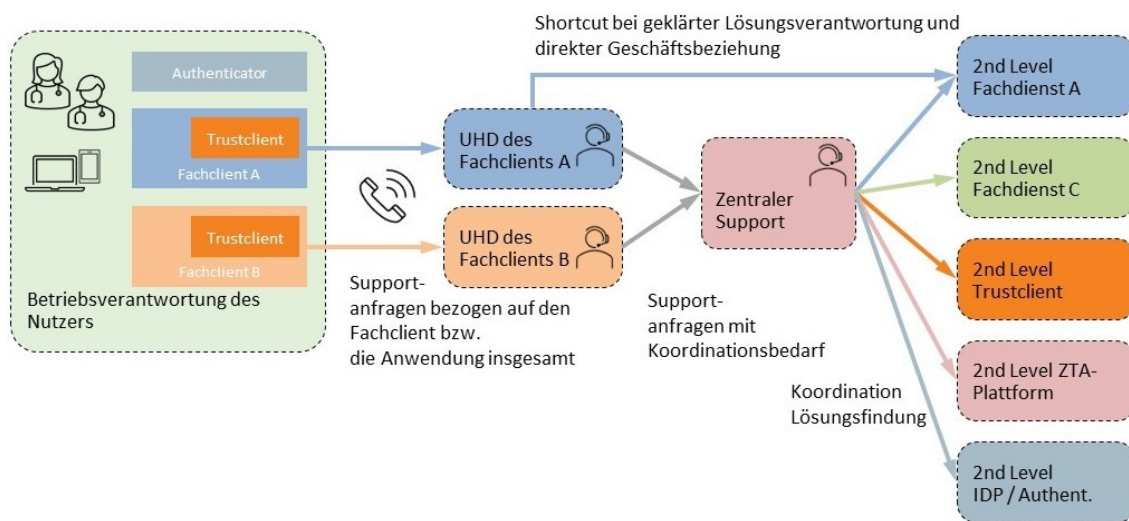 Shortcut bei geklärter Lösungsverantwortung und
direkter Geschäftsbeziehung
Authenticator
Trustclient
Fachclient A
Trustclient
Fachclient B
Betriebsverantwortung des
Nutzers
UHD des
Fachclients A
UHD des
Fachclients B
Support-
anfragen bezogen auf den
Fachclient bzw.
die Anwendung insgesamt
Zentraler
Support
Support-
anfragen mit
Koordinationsbedarf
Koordination
Lösungsfindung
2nd Level
Fachdienst A
2nd Level
Fachdienst C
2nd Level
Trustclient
2nd Level ZTA-
Plattform
2nd Level
IDP / Authent.